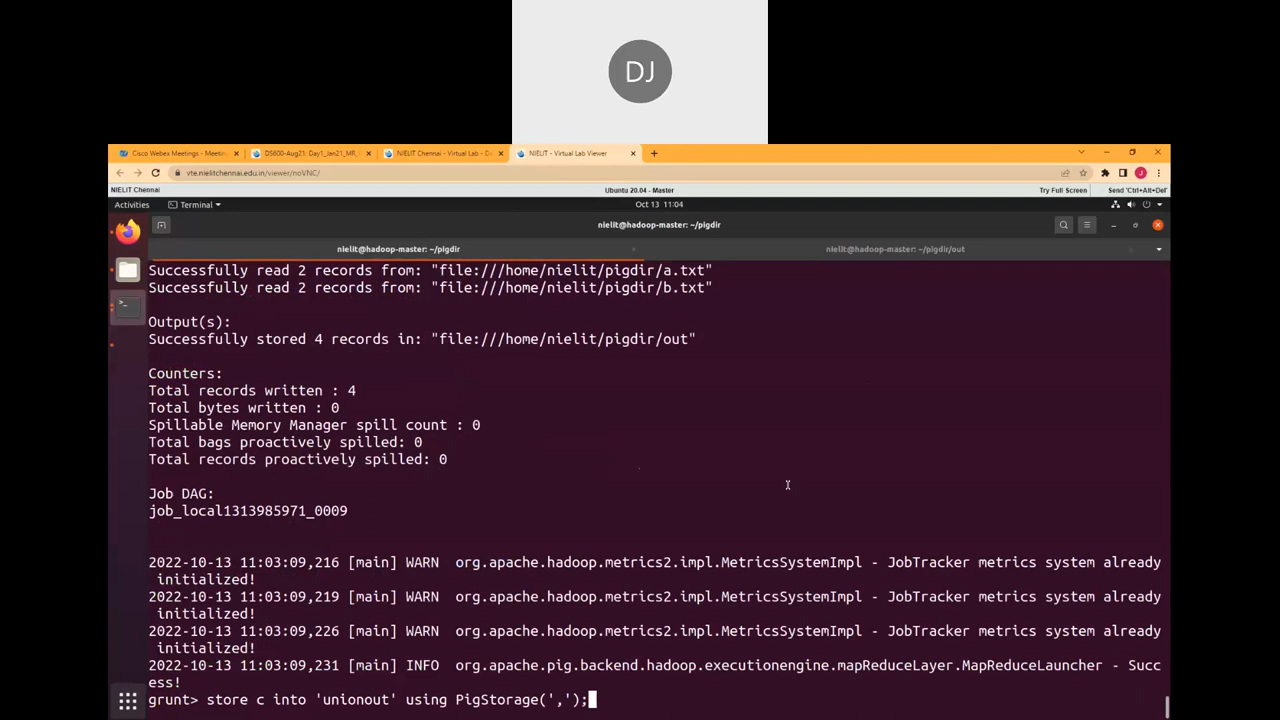 DJ
Cisco Webex Meetings - Meetin
DS600-Aug21: Day1_Jan21_MR,
NIELIT Chennai - Virtual Lab - D
NIELIT - Virtual Lab Viewer
vte.nielitchennai.edu.in/viewer/noVNC/
NIELIT Chennai
Ubuntu 20.04 - Master
Try Full Screen
Send 'Ctrl+Alt+Del'
Activities
Terminal
Oct 13 11:04
nielit@hadoop-master: ~/pigdir
nielit@hadoop-master: ~/pigdir
nielit@hadoop-master: ~/pigdir/out
Successfully read 2 records from: "file:///home/nielit/pigdir/a.txt"
Successfully read 2 records from: "file:///home/nielit/pigdir/b.txt"
Output(s):
Successfully stored 4 records in: "file:///home/nielit/pigdir/out"
Counters:
Total records written : 4
Total bytes written : 0
Spillable Memory Manager spill count : 0
Total bags proactively spilled: 0
Total records proactively spilled: 0
Job DAG:
job_local1313985971_0009
2022-10-13 11:03:09,216 [main] WARN  org.apache.hadoop.metrics2.impl.MetricsSystemImpl - JobTracker metrics system already
initialized!
2022-10-13 11:03:09,219 [main] WARN  org.apache.hadoop.metrics2.impl.MetricsSystemImpl - JobTracker metrics system already
initialized!
2022-10-13 11:03:09,226 [main] WARN  org.apache.hadoop.metrics2.impl.MetricsSystemImpl - JobTracker metrics system already
initialized!
2022-10-13 11:03:09,231 [main] INFO  org.apache.pig.backend.hadoop.executionengine.mapReduceLayer.MapReduceLauncher - Succ
ess!
grunt> store c into 'unionout' using PigStorage(',');